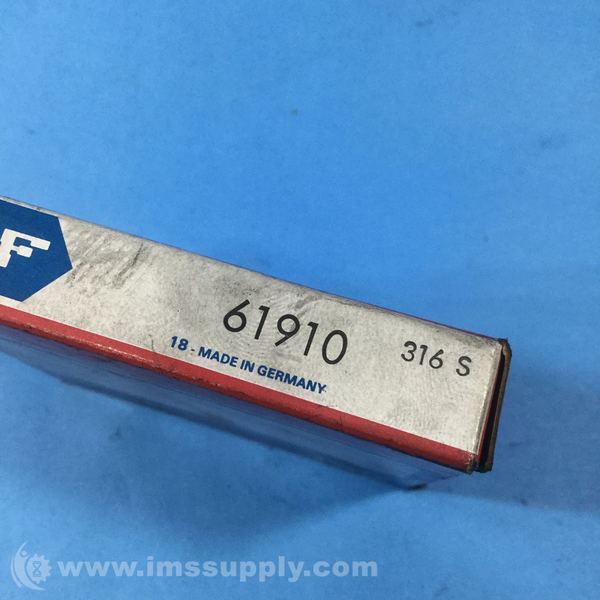 F
61910 316 S
18 - MADE IN GERMANY
www.imssupply.com